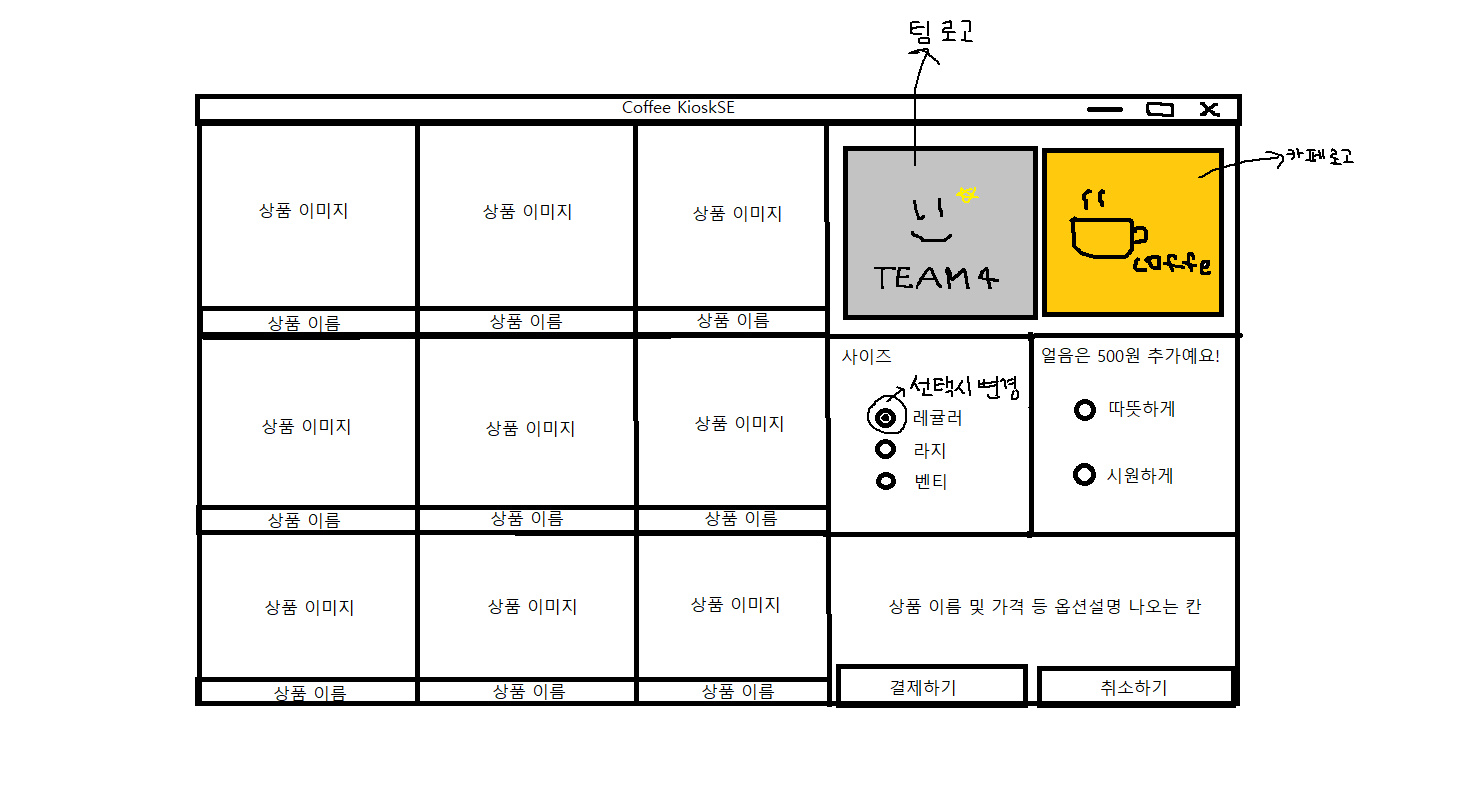 팀 로고
Coffee KioskSE
카페로고
상품 이미지 상품 이미지 상품 이미지
TEAM 4
coffe
상품 이름 상품 이름 상품 이름
사이즈
선택시 변경
레귤러
라지
벤티
얼음은 500원 추가예요!
따뜻하게
시원하게
상품 이미지 상품 이미지 상품 이미지
상품 이름 상품 이름 상품 이름
상품 이미지 상품 이미지 상품 이미지
상품 이름 및 가격 등 옵션설명 나오는 칸
상품 이름 상품 이름 상품 이름
결제하기 취소하기